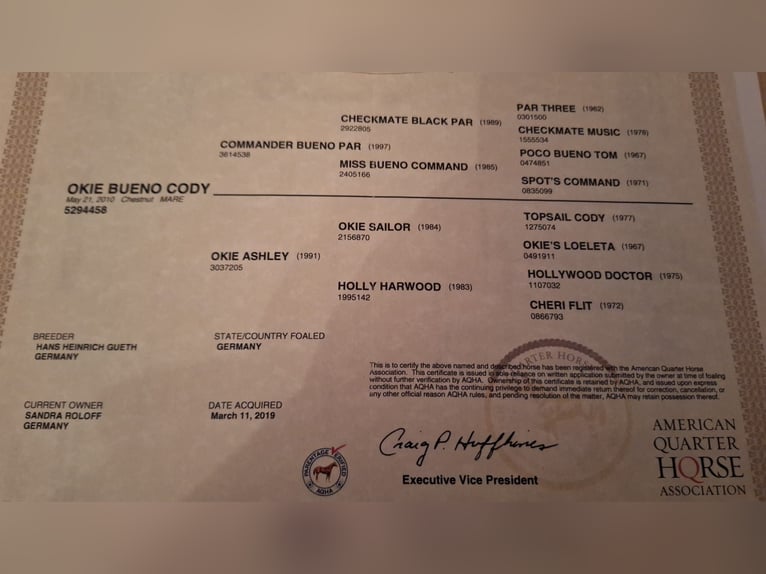 PAR THREE (1962)
0301500
CHECKMATE BLACK PAR (1989)
2922805
CHECKMATE MUSIC (1978)
1555534
COMMANDER BUENO PAR (1997)
3614538
POCO BUENO TOM (1967)
0474851
MISS BUENO COMMAND (1985)
2405166
SPOT'S COMMAND (1971)
0835099
OKIE BUENO CODY
May 21, 2010 Chestnut MARE
5294458
TOPSAIL CODY (1977)
1275074
OKIE SAILOR (1984)
2156870
OKIE'S LOELETA (1967)
0491911
OKIE ASHLEY (1991)
3037205
HOLLYWOOD DOCTOR (1975)
1107032
HOLLY HARWOOD (1983)
1995142
CHERI FLIT (1972)
0866793
BREEDER
HANS HEINRICH GUETH
GERMANY
STATE/COUNTRY FOALED
GERMANY
This is to certify the above named and described horse has been registered with the American Quarter Horse
Association. This certificate is issued in sole reliance on written application submitted by the owner at time of foaling
without further verification by AQHA. Ownership of this certificate is retained by AQHA, and issued upon express
condition that AQHA has the continuing privilege to demand immediate return thereof for correction, cancellation, or
any other official reason AQHA rules, and pending resolution of the matter, AQHA may retain possession thereof.
CURRENT OWNER
SANDRA ROLOFF
GERMANY
DATE ACQUIRED
March 11, 2019
PARENTAGE VERIFIED
AQHA
Craig P. Huffhines
Executive Vice President
AMERICAN
QUARTER
HORSE
ASSOCIATION